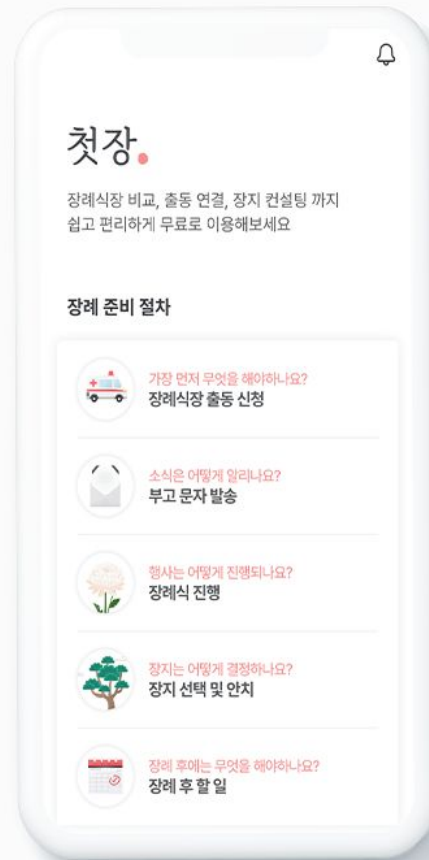 첫장.
장례식장 비교, 출동 연결, 장지 컨설팅 까지
쉽고 편리하게 무료로 이용해보세요
장례 준비 절차
가장 먼저 무엇을 해야하나요?
장례식장 출동 신청
소식은 어떻게 알리나요?
부고 문자 발송
행사는 어떻게 진행되나요?
장례식 진행
장지는 어떻게 결정하나요?
장지 선택 및 안치
장례 후에는 무엇을 해야하나요?
장례 후 할 일